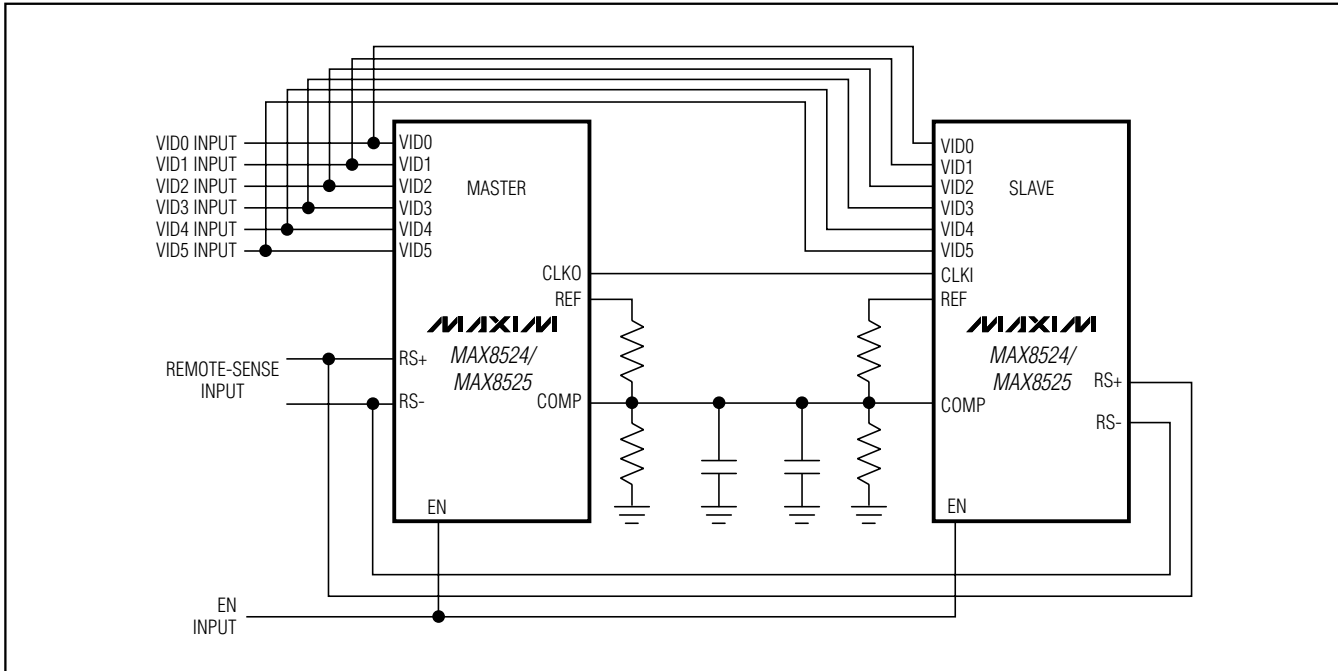 VID0 INPUT
VID1 INPUT
VID2 INPUT
VID3 INPUT
VID4 INPUT
VID5 INPUT
REMOTE-SENSE
INPUT
EN
INPUT
VID0
VID1
VID2
VID3
VID4
VID5
MASTER
CLKO
REF
MAXIM
RS+
MAX8524/
MAX8525
RS-
COMP
EN
VID0
VID1
VID2
VID3
VID4
VID5
SLAVE
CLKI
REF
MAXIM
MAX8524/
MAX8525
RS+
COMP
RS-
EN